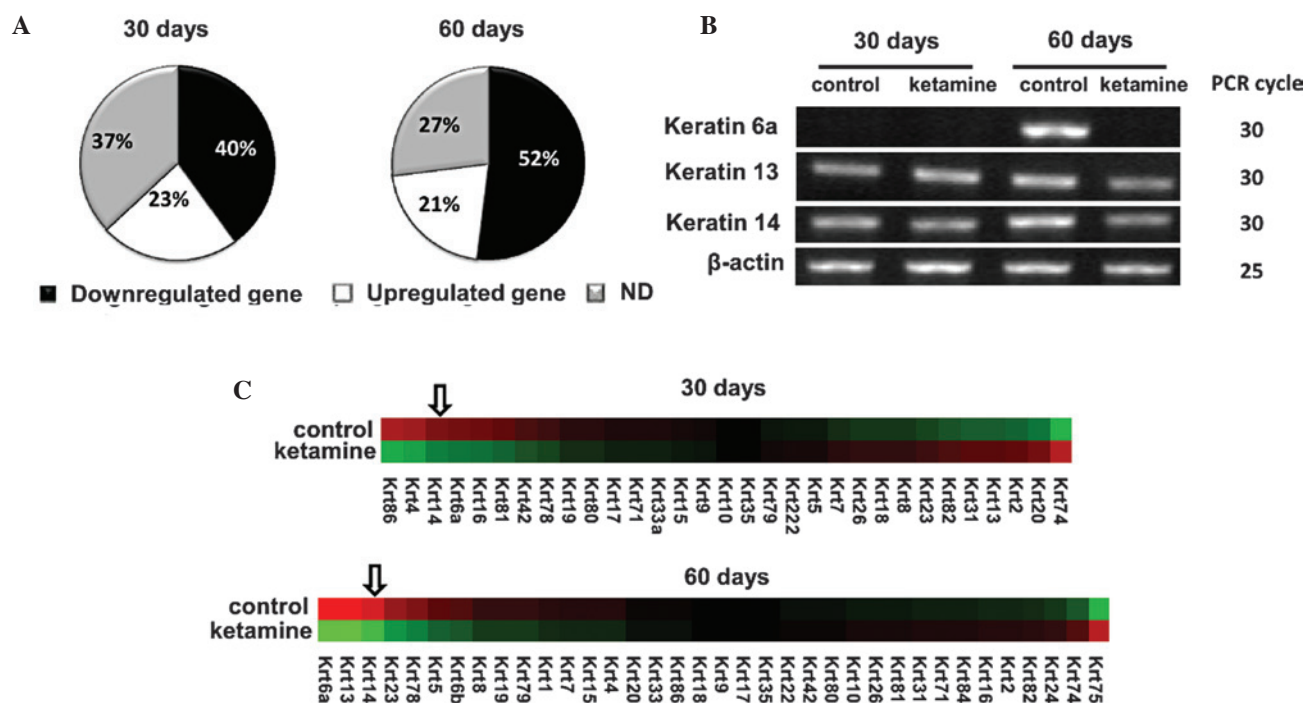 A
30 days
60 days
37%
40%
23%
27%
52%
21%
Downregulated gene
Upregulated gene
ND
B
30 days
60 days
control
ketamine
control
ketamine
PCR cycle
Keratin 6a
30
Keratin 13
30
Keratin 14
30
β-actin
25
C
30 days
control
ketamine
Krt86
Krt4
Krt14
Krt6a
Krt16
Krt81
Krt42
Krt78
Krt19
Krt80
Krt17
Krt71
Krt33a
Krt15
Krt9
Krt10
Krt35
Krt79
Krt222
Krt5
Krt7
Krt26
Krt18
Krt8
Krt23
Krt82
Krt31
Krt13
Krt2
Krt20
Krt74
60 days
control
ketamine
Krt6a
Krt13
Krt14
Krt23
Krt78
Krt5
Krt6b
Krt8
Krt19
Krt79
Krt1
Krt7
Krt15
Krt4
Krt20
Krt33
Krt86
Krt18
Krt9
Krt17
Krt35
Krt22
Krt42
Krt80
Krt10
Krt26
Krt81
Krt31
Krt71
Krt84
Krt16
Krt2
Krt82
Krt24
Krt74
Krt75